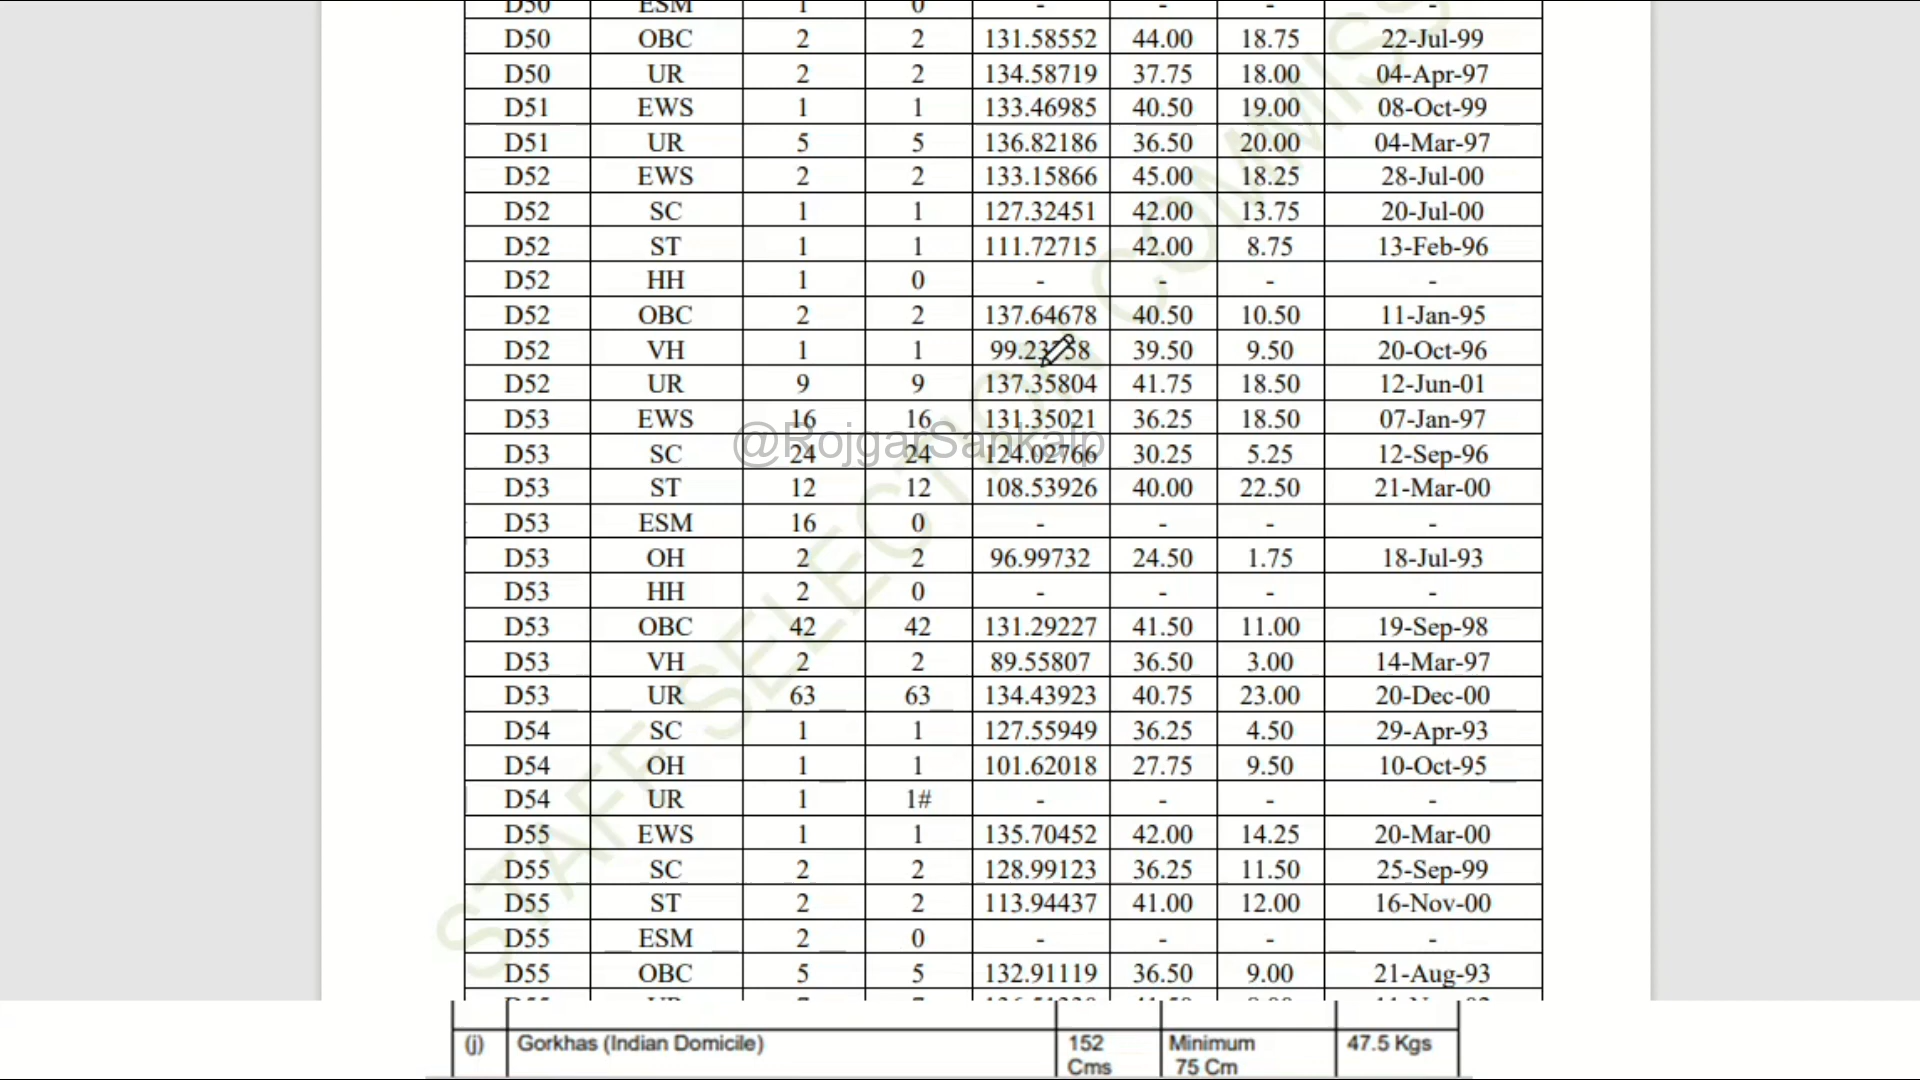 D50 ESM 1 0 - - - -
D50 OBC 2 2 131.58552 44.00 18.75 22-Jul-99
D50 UR 2 2 134.58719 37.75 18.00 04-Apr-97
D51 EWS 1 1 133.46985 40.50 19.00 08-Oct-99
D51 UR 5 5 136.82186 36.50 20.00 04-Mar-97
D52 EWS 2 2 133.15866 45.00 18.25 28-Jul-00
D52 SC 1 1 127.32451 42.00 13.75 20-Jul-00
D52 ST 1 1 111.72715 42.00 8.75 13-Feb-96
D52 HH 1 0 - - - -
D52 OBC 2 2 137.64678 40.50 10.50 11-Jan-95
D52 VH 1 1 39.50 9.50 20-Oct-96
D52 UR 9 9 137.35804 41.75 18.50 12-Jun-01
D53 EWS 16 16 131.35021 36.25 18.50 07-Jan-97
@RojgarSankalp
D53 SC 24 24 124.02766 30.25 5.25 12-Sep-96
D53 ST 12 12 108.53926 40.00 22.50 21-Mar-00
D53 ESM 16 0 - - - -
D53 OH 2 2 96.99732 24.50 1.75 18-Jul-93
D53 HH 2 0 - - - -
D53 OBC 42 42 131.29227 41.50 11.00 19-Sep-98
D53 VH 2 2 89.55807 36.50 3.00 14-Mar-97
D53 UR 63 63 134.43923 40.75 23.00 20-Dec-00
D54 SC 1 1 127.55949 36.25 4.50 29-Apr-93
D54 OH 1 1 101.62018 27.75 9.50 10-Oct-95
D54 UR 1 1# - - - -
D55 EWS 1 1 135.70452 42.00 14.25 20-Mar-00
D55 SC 2 2 128.99123 36.25 11.50 25-Sep-99
D55 ST 2 2 113.94437 41.00 12.00 16-Nov-00
D55 ESM 2 0 - - - -
D55 OBC 5 5 132.91119 36.50 9.00 21-Aug-93
STAFF SELECTION COMMISS
(j) Gorkhas (Indian Domicile) 152 Cms Minimum 75 Cm 47.5 Kgs